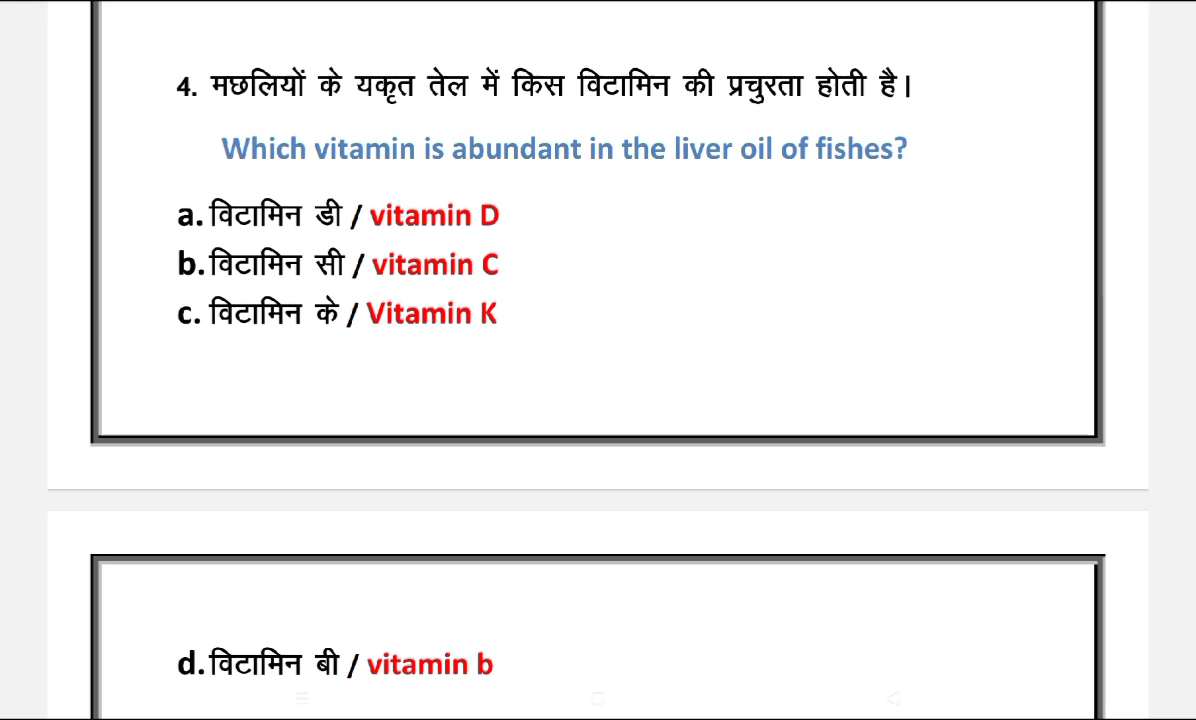 4. मछलियों के यकृत तेल में किस विटामिन की प्रचुरता होती है।
Which vitamin is abundant in the liver oil of fishes?
a. विटामिन डी / vitamin D
b. विटामिन सी / vitamin C
c. विटामिन के / Vitamin K
d. विटामिन बी / vitamin b